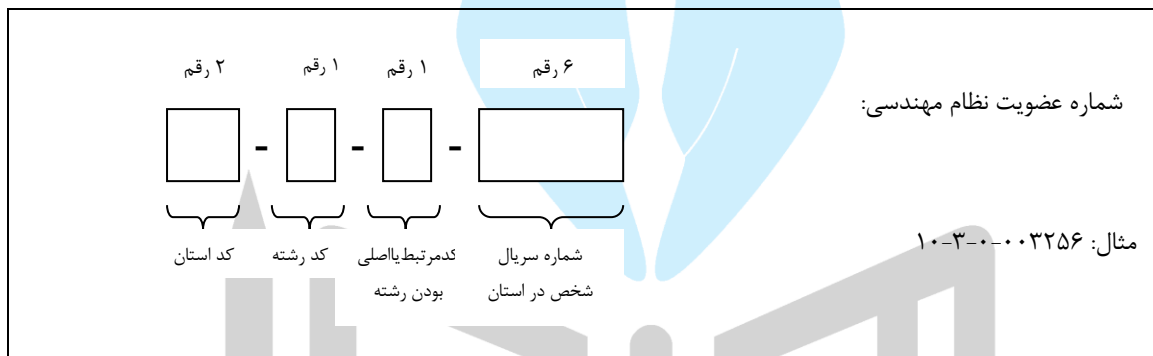 ۲ رقم
۱ رقم
۱ رقم
۶ رقم
شماره عضویت نظام مهندسی:
- - -
کد استان
کد رشته
کدمرتبط‌یااصلی
بودن رشته
شماره سریال
شخص در استان
مثال: ۰۰۳۲۵۶-۰-۳-۱۰